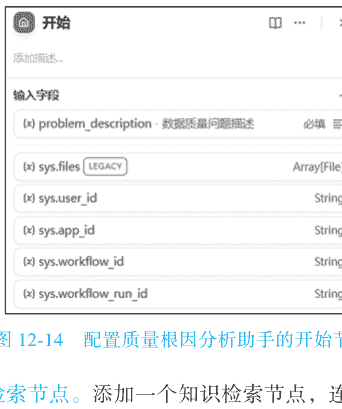 开始
添加描述...
输入字段
(x) problem_description · 数据质量问题描述 必填
(x) sys.files LEGACY Array[File]
(x) sys.user_id String
(x) sys.app_id String
(x) sys.workflow_id String
(x) sys.workflow_run_id String
图 12-14 配置质量根因分析助手的开始节
检索节点。添加一个知识检索节点，连